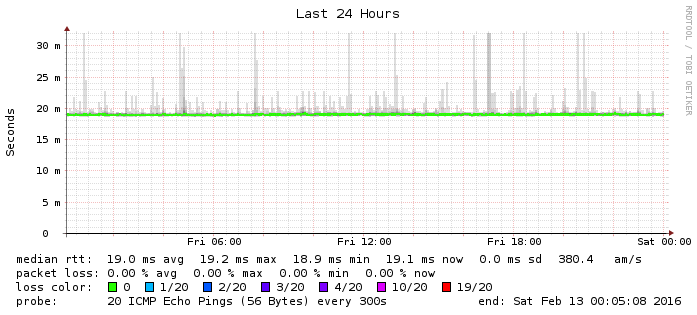 Last 24 Hours
RRDTOOL / TOBI OETIKER
Seconds
30 m
25 m
20 m
15 m
10 m
5 m
0
Fri 06:00 Fri 12:00 Fri 18:00 Sat 00:00
median rtt: 19.0 ms avg 19.2 ms max 18.9 ms min 19.1 ms now 0.0 ms sd 380.4 am/s
packet loss: 0.00 % avg 0.00 % max 0.00 % min 0.00 % now
loss color: 0 1/20 2/20 3/20 4/20 10/20 19/20
probe: 20 ICMP Echo Pings (56 Bytes) every 300s end: Sat Feb 13 00:05:08 2016